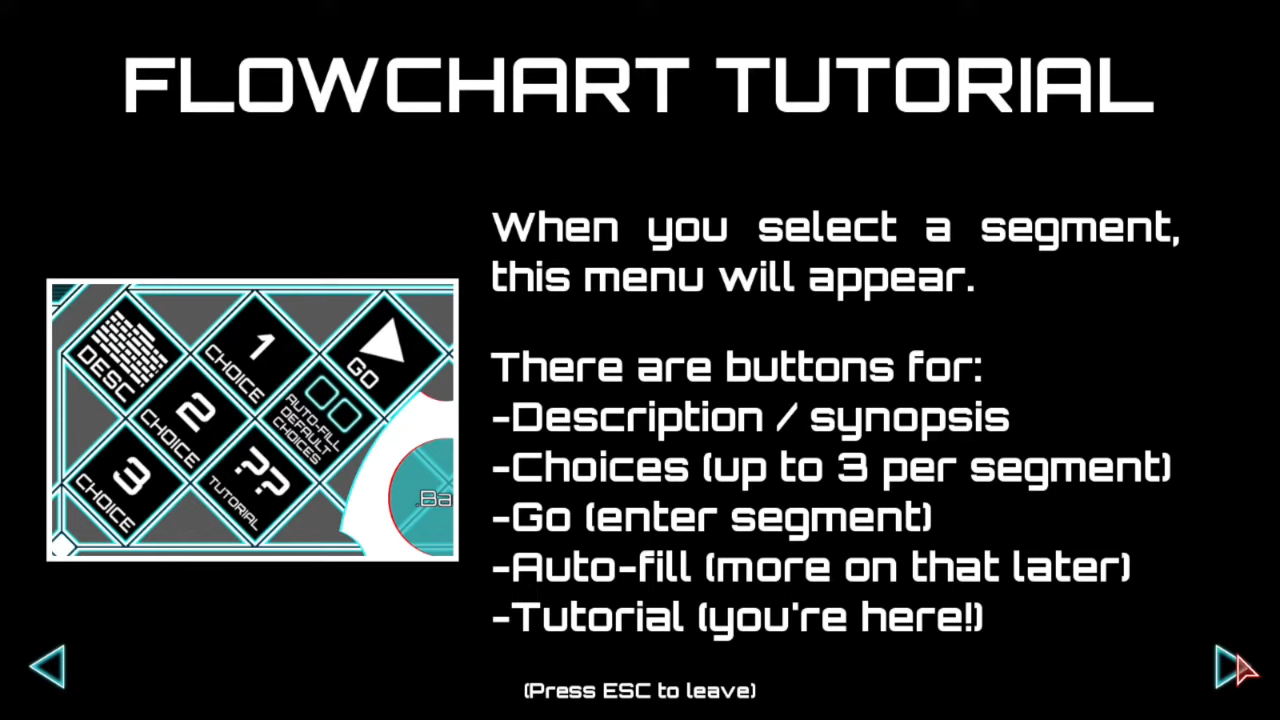 FLOWCHART TUTORIAL
When you select a segment,
this menu will appear.
There are buttons for:
-Description / synopsis
-Choices (up to 3 per segment)
-Go (enter segment)
-Auto-fill (more on that later)
-Tutorial (you're here!)
DESC
1
CHOICE
GO
2
CHOICE
AUTO-FILL
DEFAULT
CHOICES
3
CHOICE
??
TUTORIAL
.Ba
(Press ESC to leave)